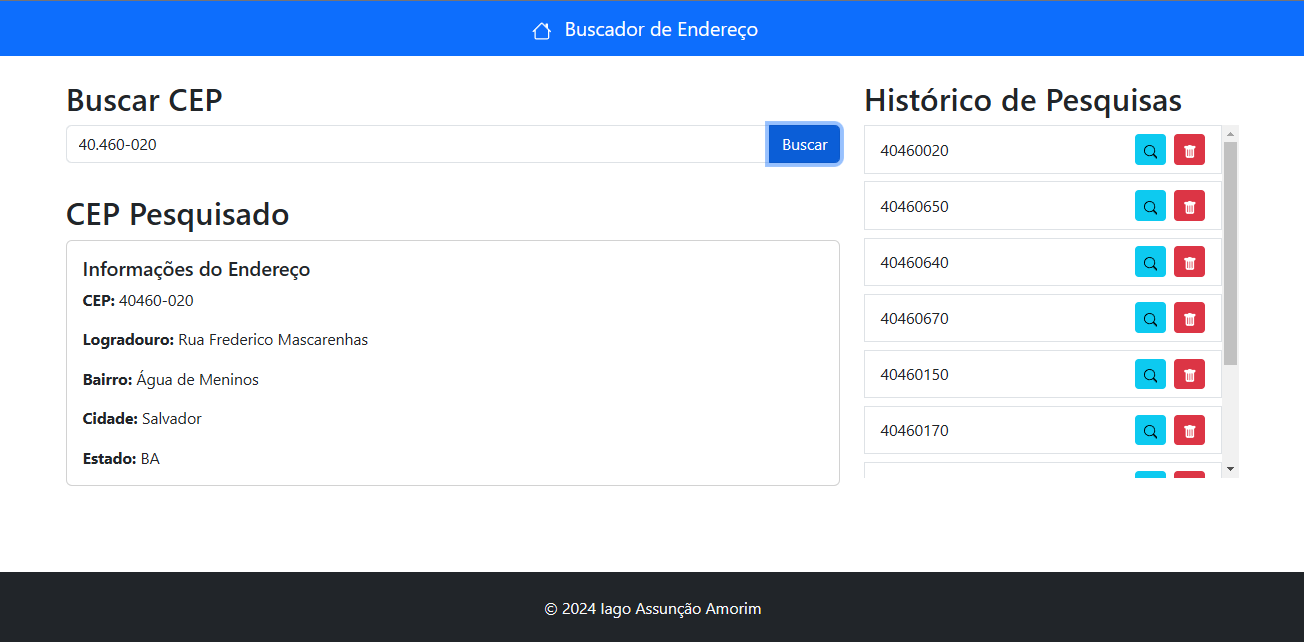 Buscador de Endereço
Buscar CEP
40.460-020
Buscar
CEP Pesquisado
Informações do Endereço
CEP: 40460-020
Logradouro: Rua Frederico Mascarenhas
Bairro: Água de Meninos
Cidade: Salvador
Estado: BA
Histórico de Pesquisas
40460020
40460650
40460640
40460670
40460150
40460170
© 2024 Iago Assunção Amorim